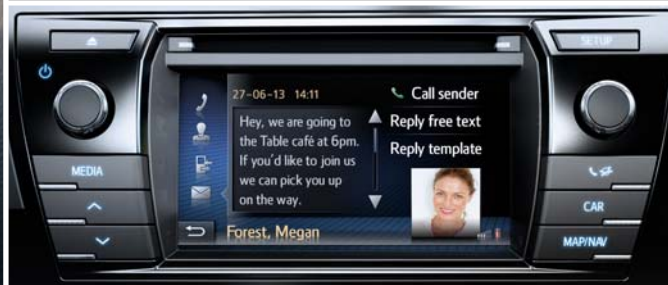 SETUP
27-06-13 14:11
Call sender
Hey, we are going to
the Table café at 6pm.
If you'd like to join us
we can pick you up
on the way.
Reply free text
Reply template
MEDIA
CAR
Forest, Megan
MAP/NAV